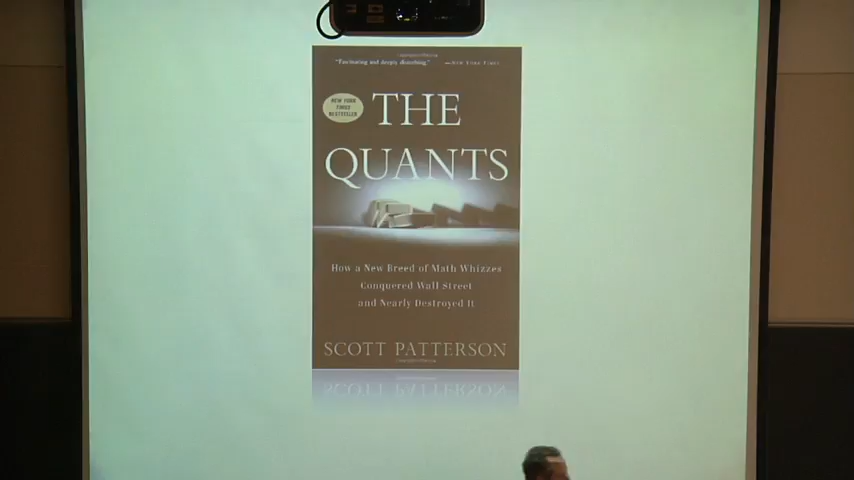 "Fascinating and deeply disturbing." —New York Times
NEW YORK
TIMES
BESTSELLER
THE
QUANTS
How a New Breed of Math Whizzes
Conquered Wall Street
and Nearly Destroyed It
SCOTT PATTERSON